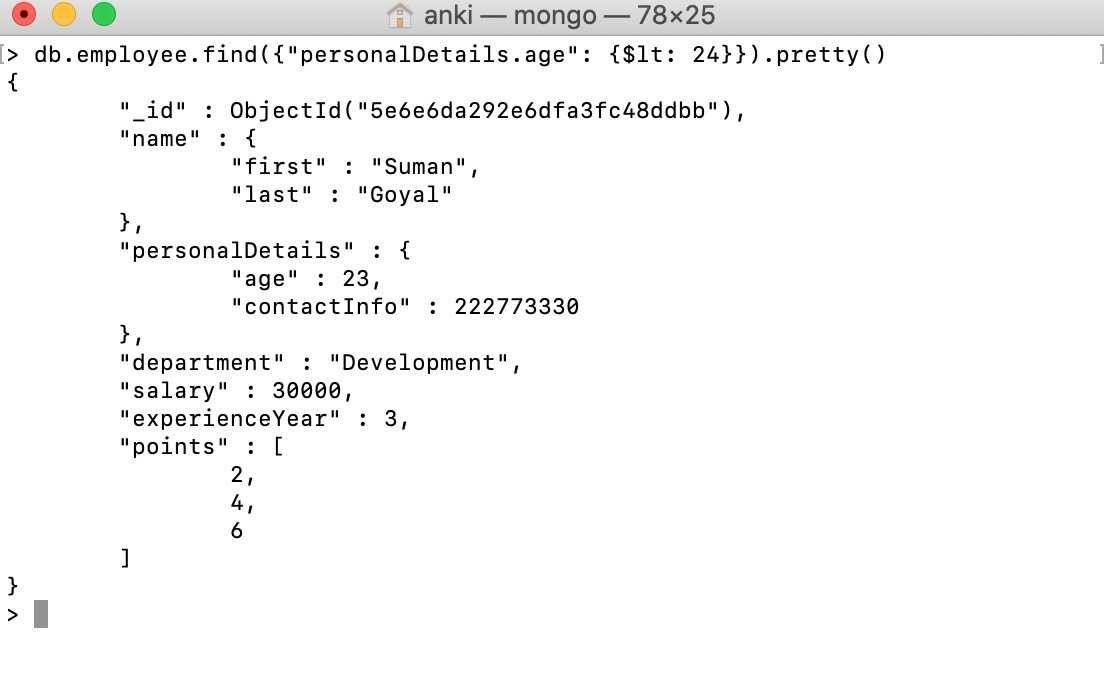 anki — mongo — 78×25
[> db.employee.find({"personalDetails.age": {$lt: 24}}).pretty() ]
{
        "_id" : ObjectId("5e6e6da292e6dfa3fc48ddbb"),
        "name" : {
                "first" : "Suman",
                "last" : "Goyal"
        },
        "personalDetails" : {
                "age" : 23,
                "contactInfo" : 222773330
        },
        "department" : "Development",
        "salary" : 30000,
        "experienceYear" : 3,
        "points" : [
                2,
                4,
                6
        ]
}
>